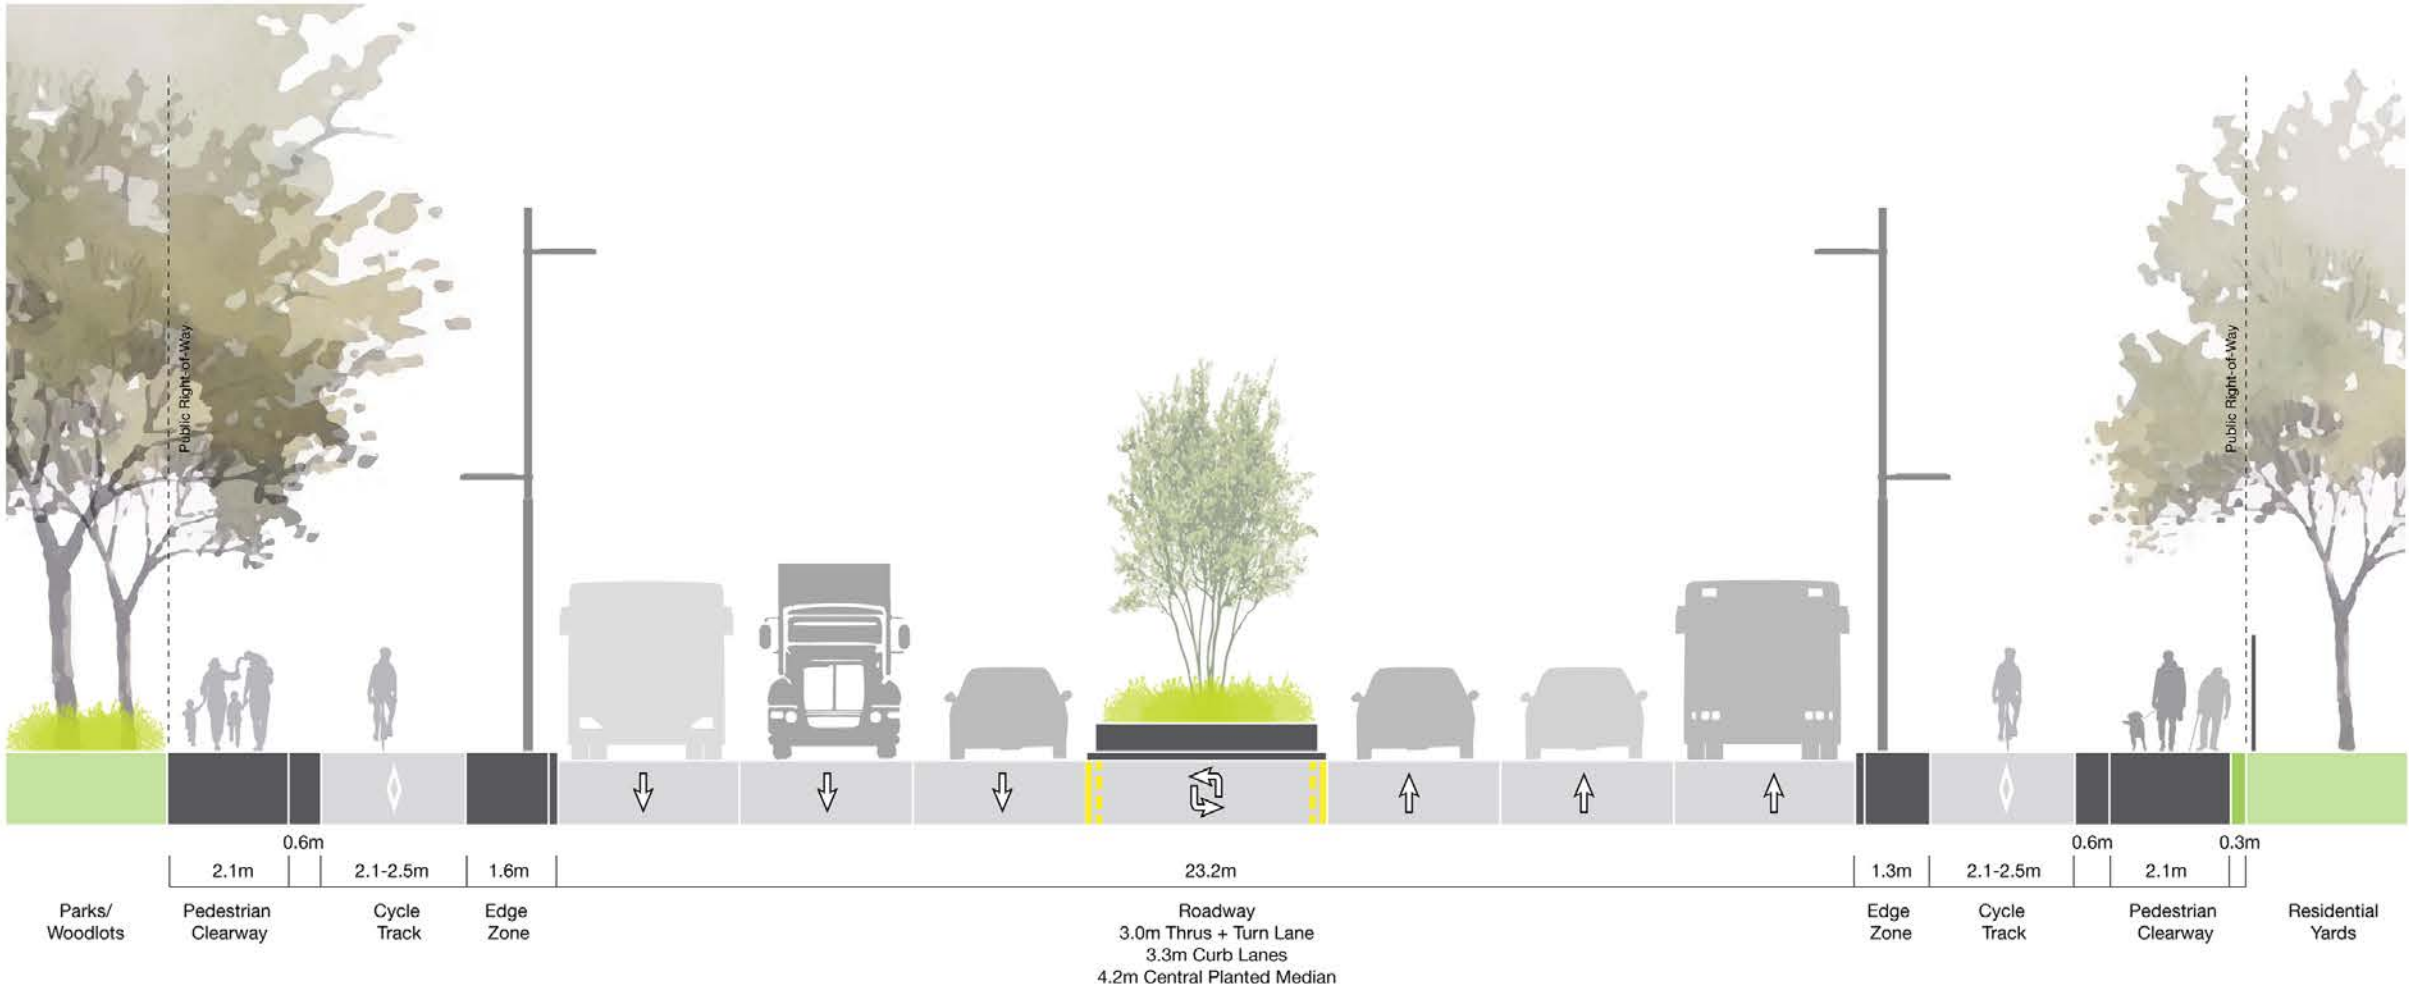 Public Right-of-Way
Public Right-of-Way
0.6m
0.6m
0.3m
2.1m
2.1-2.5m
1.6m
23.2m
1.3m
2.1-2.5m
2.1m
Parks/
Woodlots
Pedestrian
Clearway
Cycle
Track
Edge
Zone
Roadway
3.0m Thrus + Turn Lane
3.3m Curb Lanes
4.2m Central Planted Median
Edge
Zone
Cycle
Track
Pedestrian
Clearway
Residential
Yards